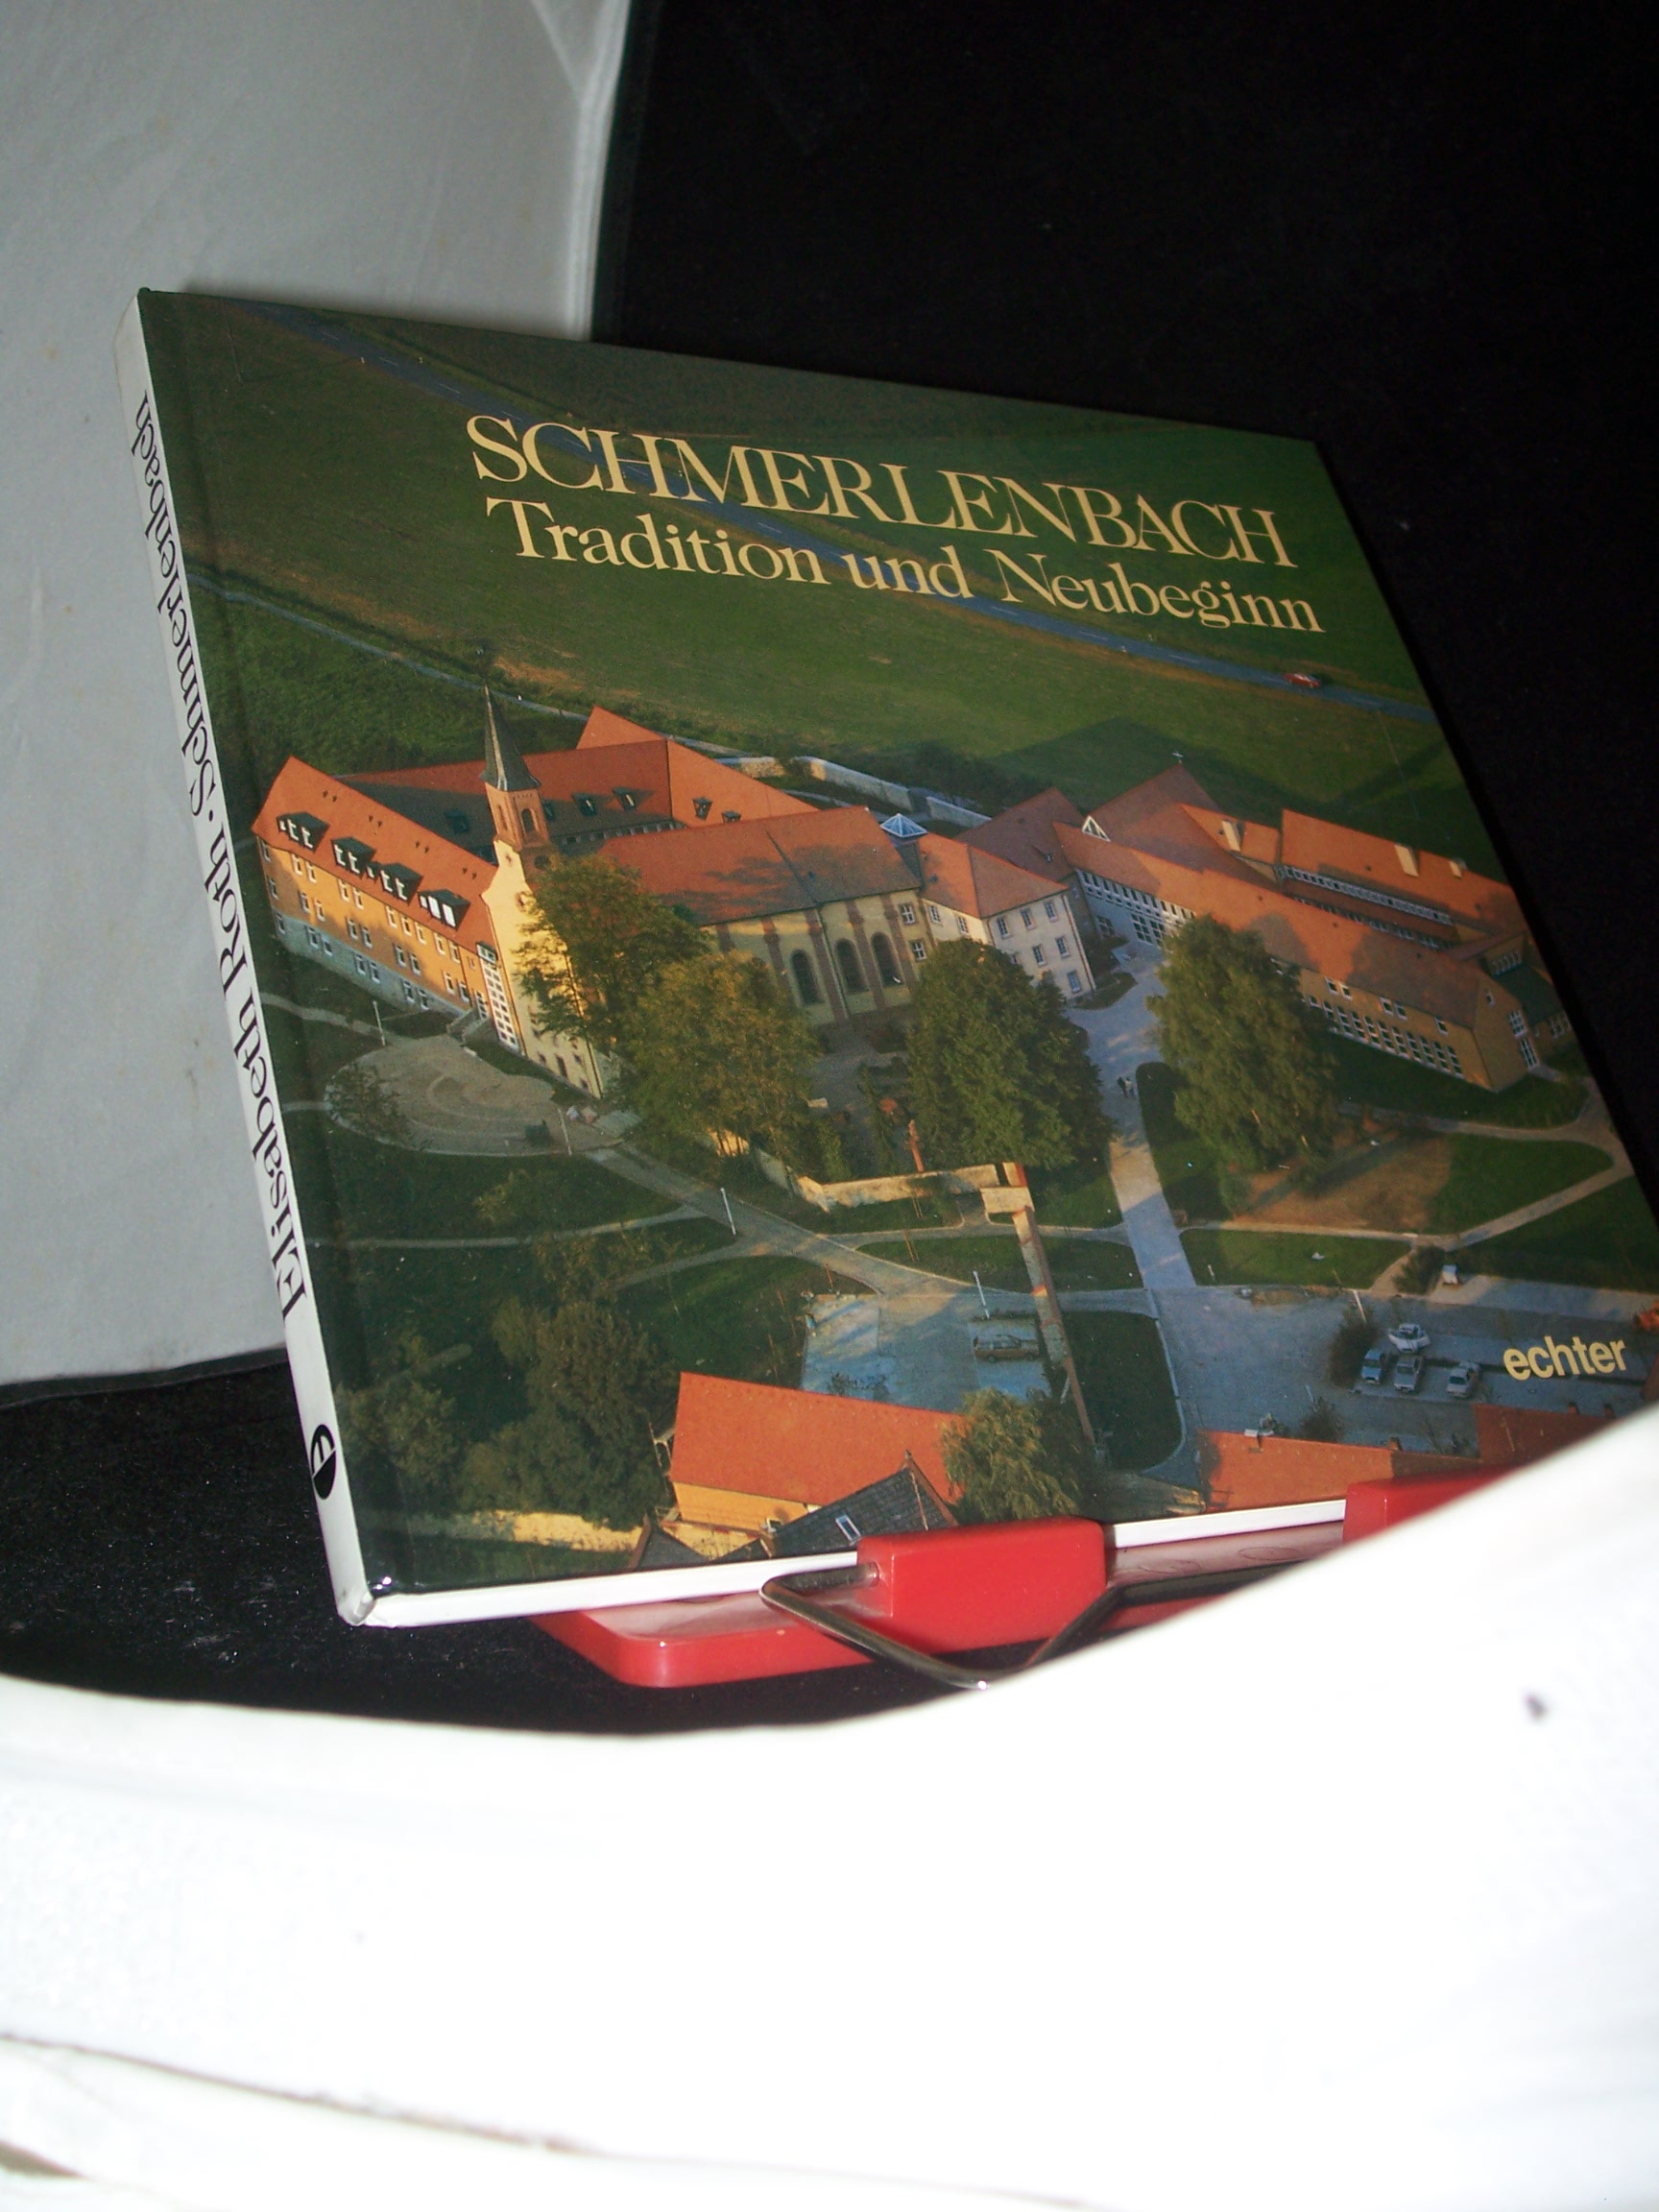 SCHMERLENBACH
Tradition und Neubeginn
echter
Elisabeth Roth · Schmerlenbach